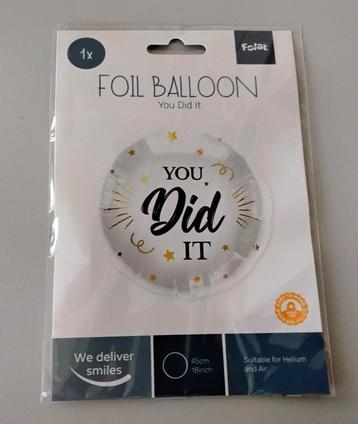 1x
Folat
FOIL BALLOON
You Did It
YOU
Did
IT
We deliver
smiles
45cm
18inch
Suitable for Helium
and Air.